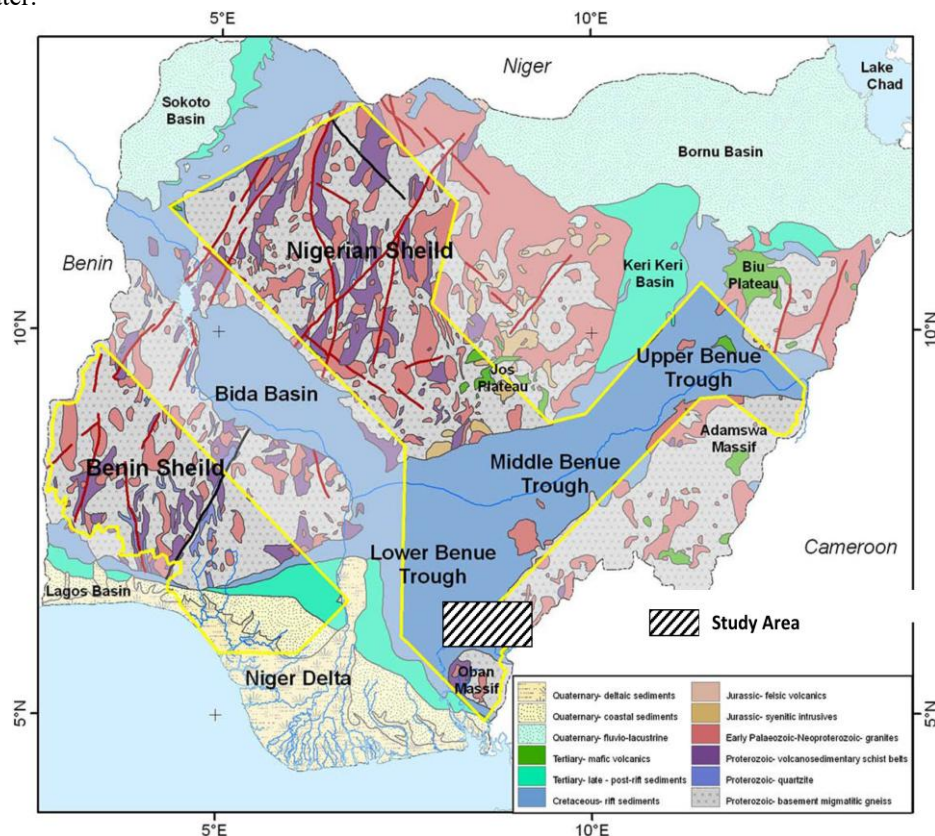 ater.
5°E
10°E
Niger
Lake
Chad
Sokoto
Basin
Bornu Basin
Nigerian Sheild
Benin
Keri Keri
Basin
Biu
Plateau
10°N
10°N
Jos
Plateau
Upper Benue
Trough
Bida Basin
Adamswa
Massif
Middle Benue
Trough
Benin Sheild
Cameroon
Lower Benue
Trough
Lagos Basin
Study Area
Oban
Massif
Niger Delta
5°N
5°N
Quaternary- deltaic sediments
Quaternary- coastal sediments
Quaternary- fluvio-lacustrine
Tertiary- mafic volcanics
Tertiary- late - post-rift sediments
Cretaceous- rift sediments
Jurassic- felsic volcanics
Jurassic- syenitic intrusives
Early Palaeozoic-Neoproterozoic- granites
Proterozoic- volcanosedimentary schist belts
Proterozoic- quartzite
Proterozoic- basement migmatitic gneiss
5°E
10°E